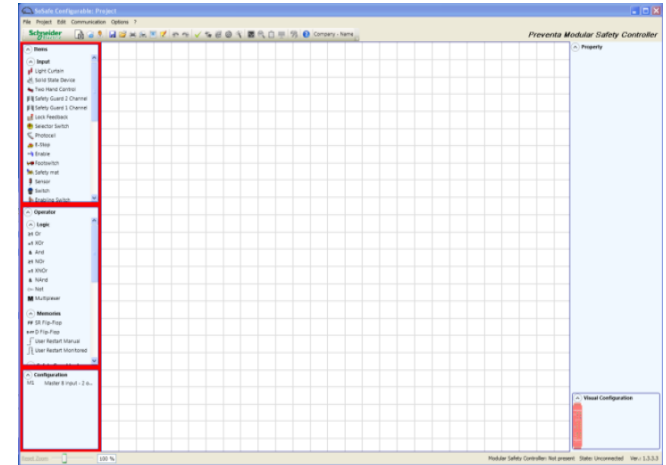 SoSafe Configurable: Project
File Project Edit Communication Options ?
Schneider
Company - Name
Preventa Modular Safety Controller
Items
Input
Light Curtain
Solid State Device
Two Hand Control
Safety Guard 2 Channel
Safety Guard 1 Channel
Lock Feedback
Selector Switch
Photocell
E-Stop
Enable
Footswitch
Safety mat
Sensor
Switch
Enabling Switch
Operator
Logic
Or
XOr
And
NOr
XNOr
NAnd
Not
Multiplexer
Memories
SR Flip-Flop
D Flip-Flop
User Restart Manual
User Restart Monitored
Configuration
Master 8 input - 2 o...
Property
Visual Configuration
Reset Zoom
100 %
Modular Safety Controller: Not present State: Unconnected Ver.: 1.3.0.3